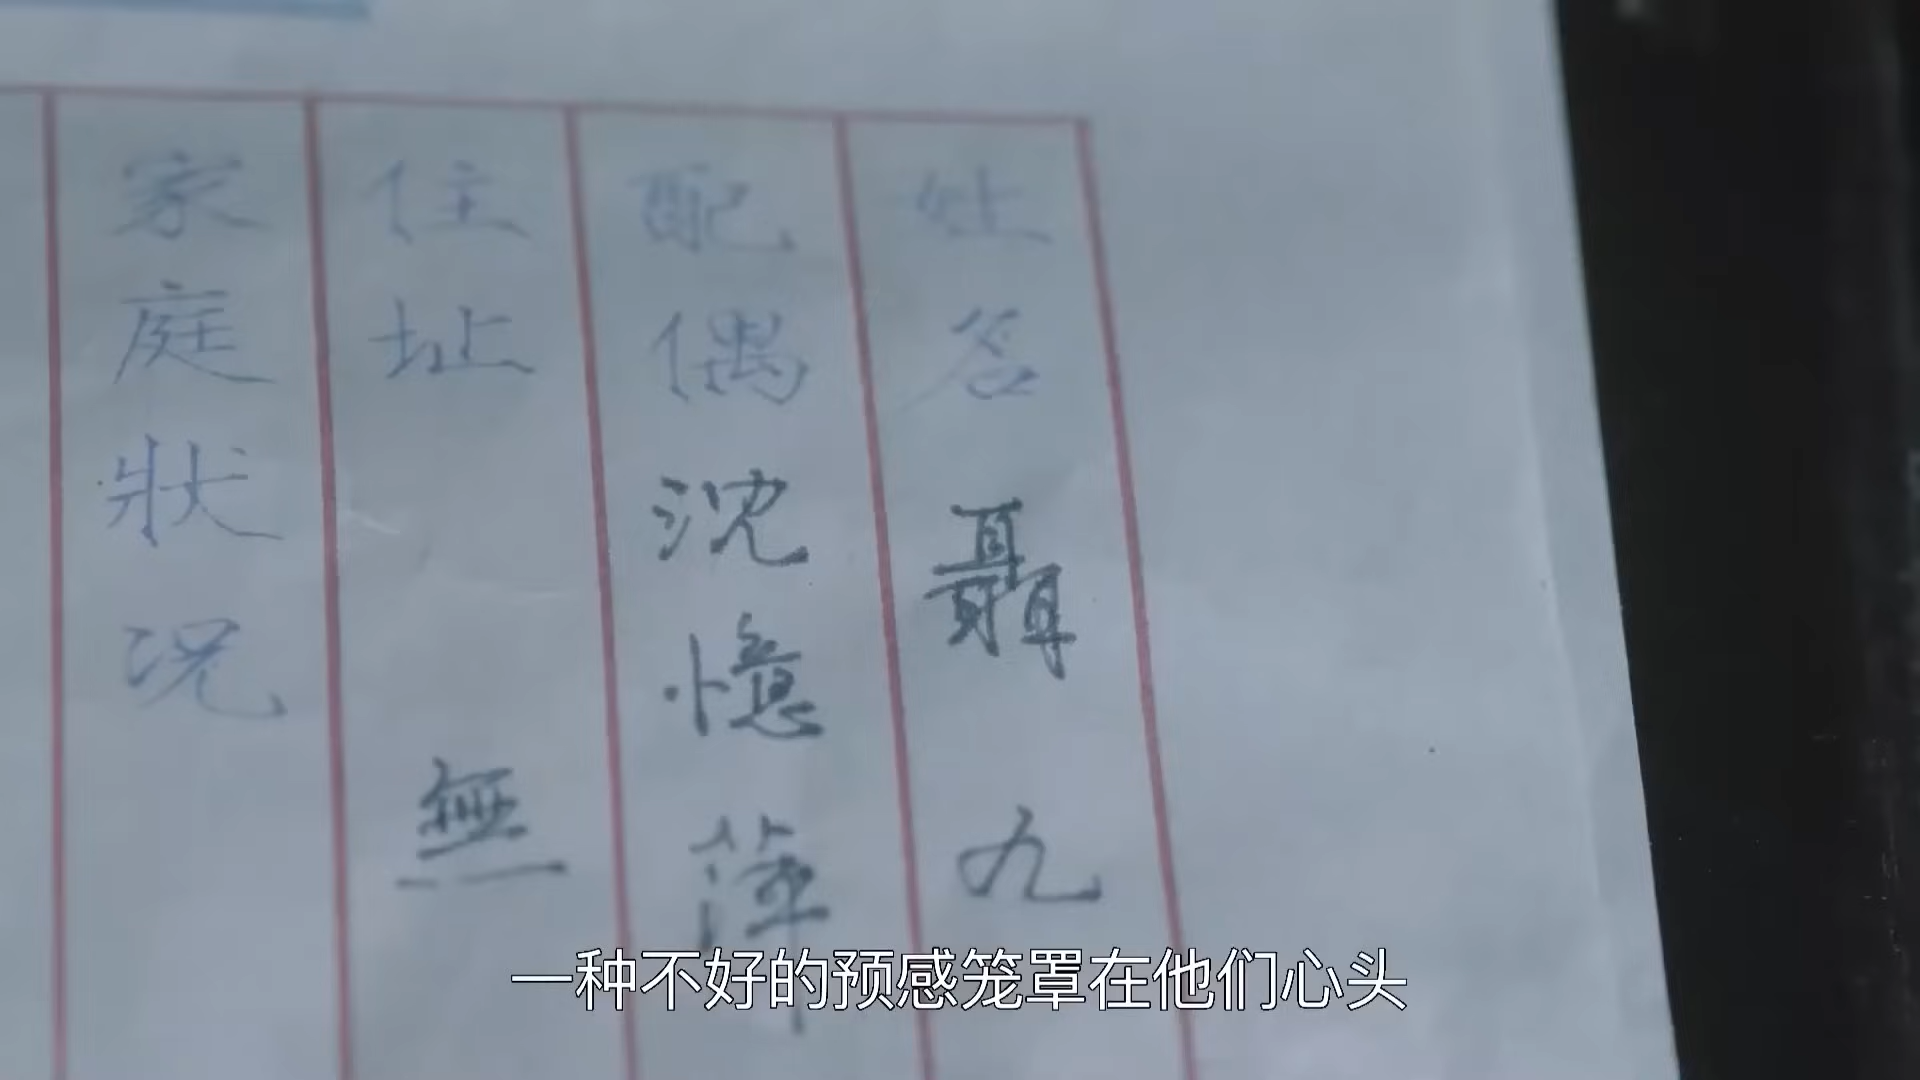 姓名 聶九
配偶 沈憶萍
住址 無
家庭狀况
一种不好的预感笼罩在他们心头